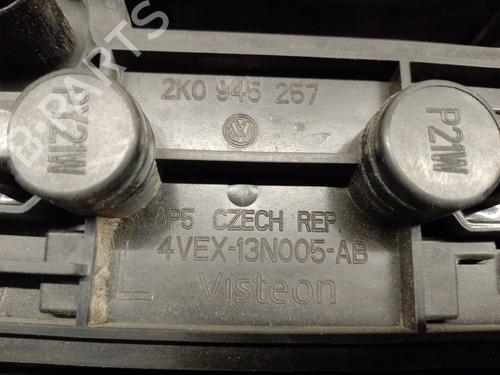 2K0 945 257
PY21W
P21W
AP5 CZECH REP
4VEX-13N005-AB
L
Visteon
B-Parts